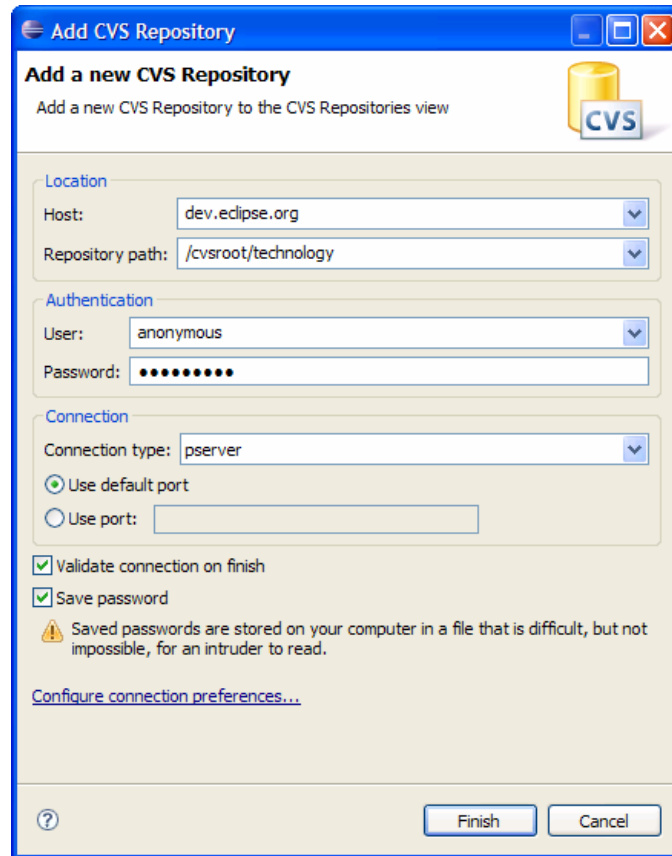 Add CVS Repository
Add a new CVS Repository
Add a new CVS Repository to the CVS Repositories view
CVS
Location
Host: dev.eclipse.org
Repository path: /cvsroot/technology
Authentication
User: anonymous
Password: •••••••••
Connection
Connection type: pserver
Use default port
Use port:
Validate connection on finish
Save password
Saved passwords are stored on your computer in a file that is difficult, but not
impossible, for an intruder to read.
Configure connection preferences...
? Finish Cancel